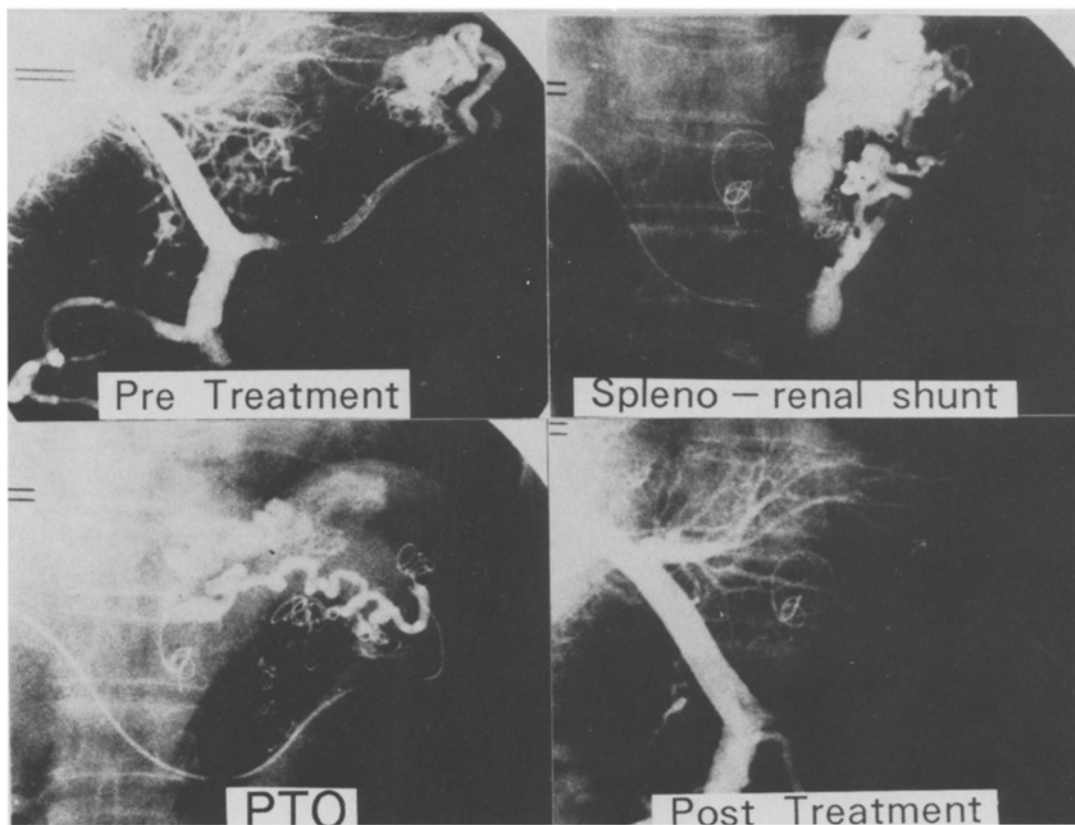 Pre Treatment
Spleno – renal shunt
PTO
Post Treatment